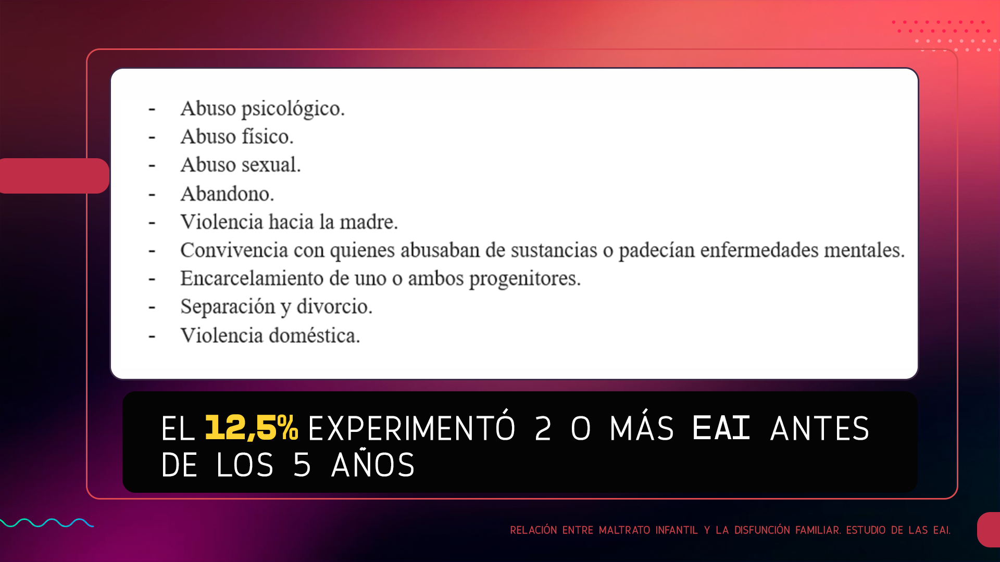 - Abuso psicológico.
- Abuso físico.
- Abuso sexual.
- Abandono.
- Violencia hacia la madre.
- Convivencia con quienes abusaban de sustancias o padecían enfermedades mentales.
- Encarcelamiento de uno o ambos progenitores.
- Separación y divorcio.
- Violencia doméstica.
EL 12,5% EXPERIMENTÓ 2 O MÁS EAI ANTES
DE LOS 5 AÑOS
RELACIÓN ENTRE MALTRATO INFANTIL Y LA DISFUNCIÓN FAMILIAR. ESTUDIO DE LAS EAI.